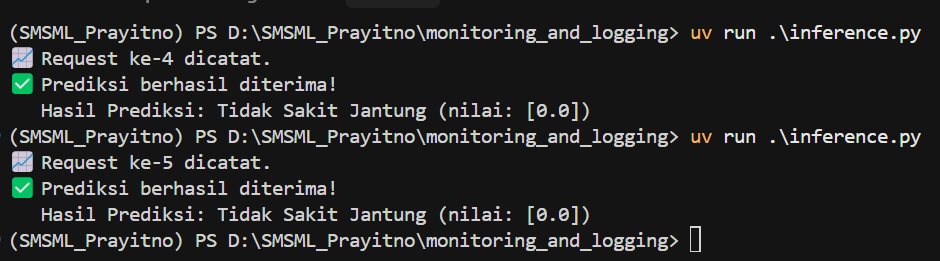 (SMSML_Prayitno) PS D:\SMSML_Prayitno\monitoring_and_logging> uv run .\inference.py
📈 Request ke-4 dicatat.
✅ Prediksi berhasil diterima!
   Hasil Prediksi: Tidak Sakit Jantung (nilai: [0.0])
(SMSML_Prayitno) PS D:\SMSML_Prayitno\monitoring_and_logging> uv run .\inference.py
📈 Request ke-5 dicatat.
✅ Prediksi berhasil diterima!
   Hasil Prediksi: Tidak Sakit Jantung (nilai: [0.0])
(SMSML_Prayitno) PS D:\SMSML_Prayitno\monitoring_and_logging>